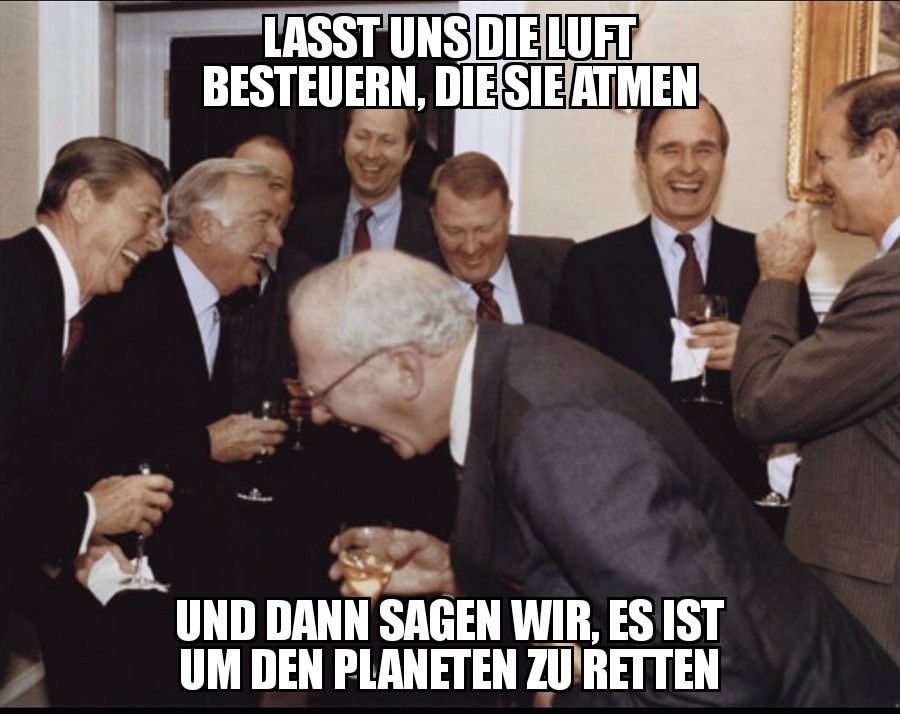 LASST UNS DIE LUFT
BESTEUERN, DIE SIE ATMEN
UND DANN SAGEN WIR, ES IST
UM DEN PLANETEN ZU RETTEN